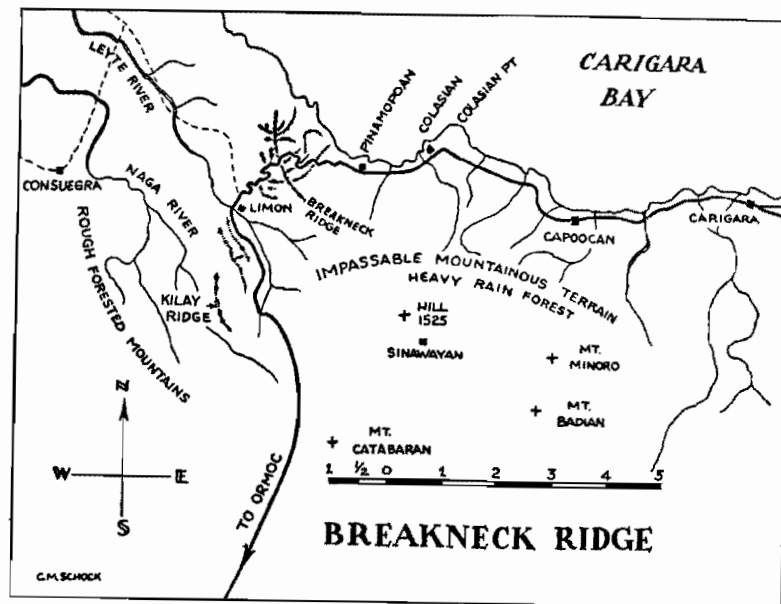 LEYTE RIVER
CARIGARA
BAY
PINAMOPOAN
COLASIAN
COLASIAN PT
CONSUEGRA
NAGA RIVER
LIMON
BREAKNECK
RIDGE
CAPOOCAN
CARIGARA
ROUGH FORESTED MOUNTAINS
KILAY
RIDGE
IMPASSABLE MOUNTAINOUS TERRAIN
HEAVY RAIN FOREST
HILL
1525
SINAWAYAN
MT.
MINORO
MT.
BADIAN
MT.
CATABARAN
N
W E
S
1 ½ 0 1 2 3 4 5
TO ORMOC
BREAKNECK RIDGE
C.M. SCHOCK